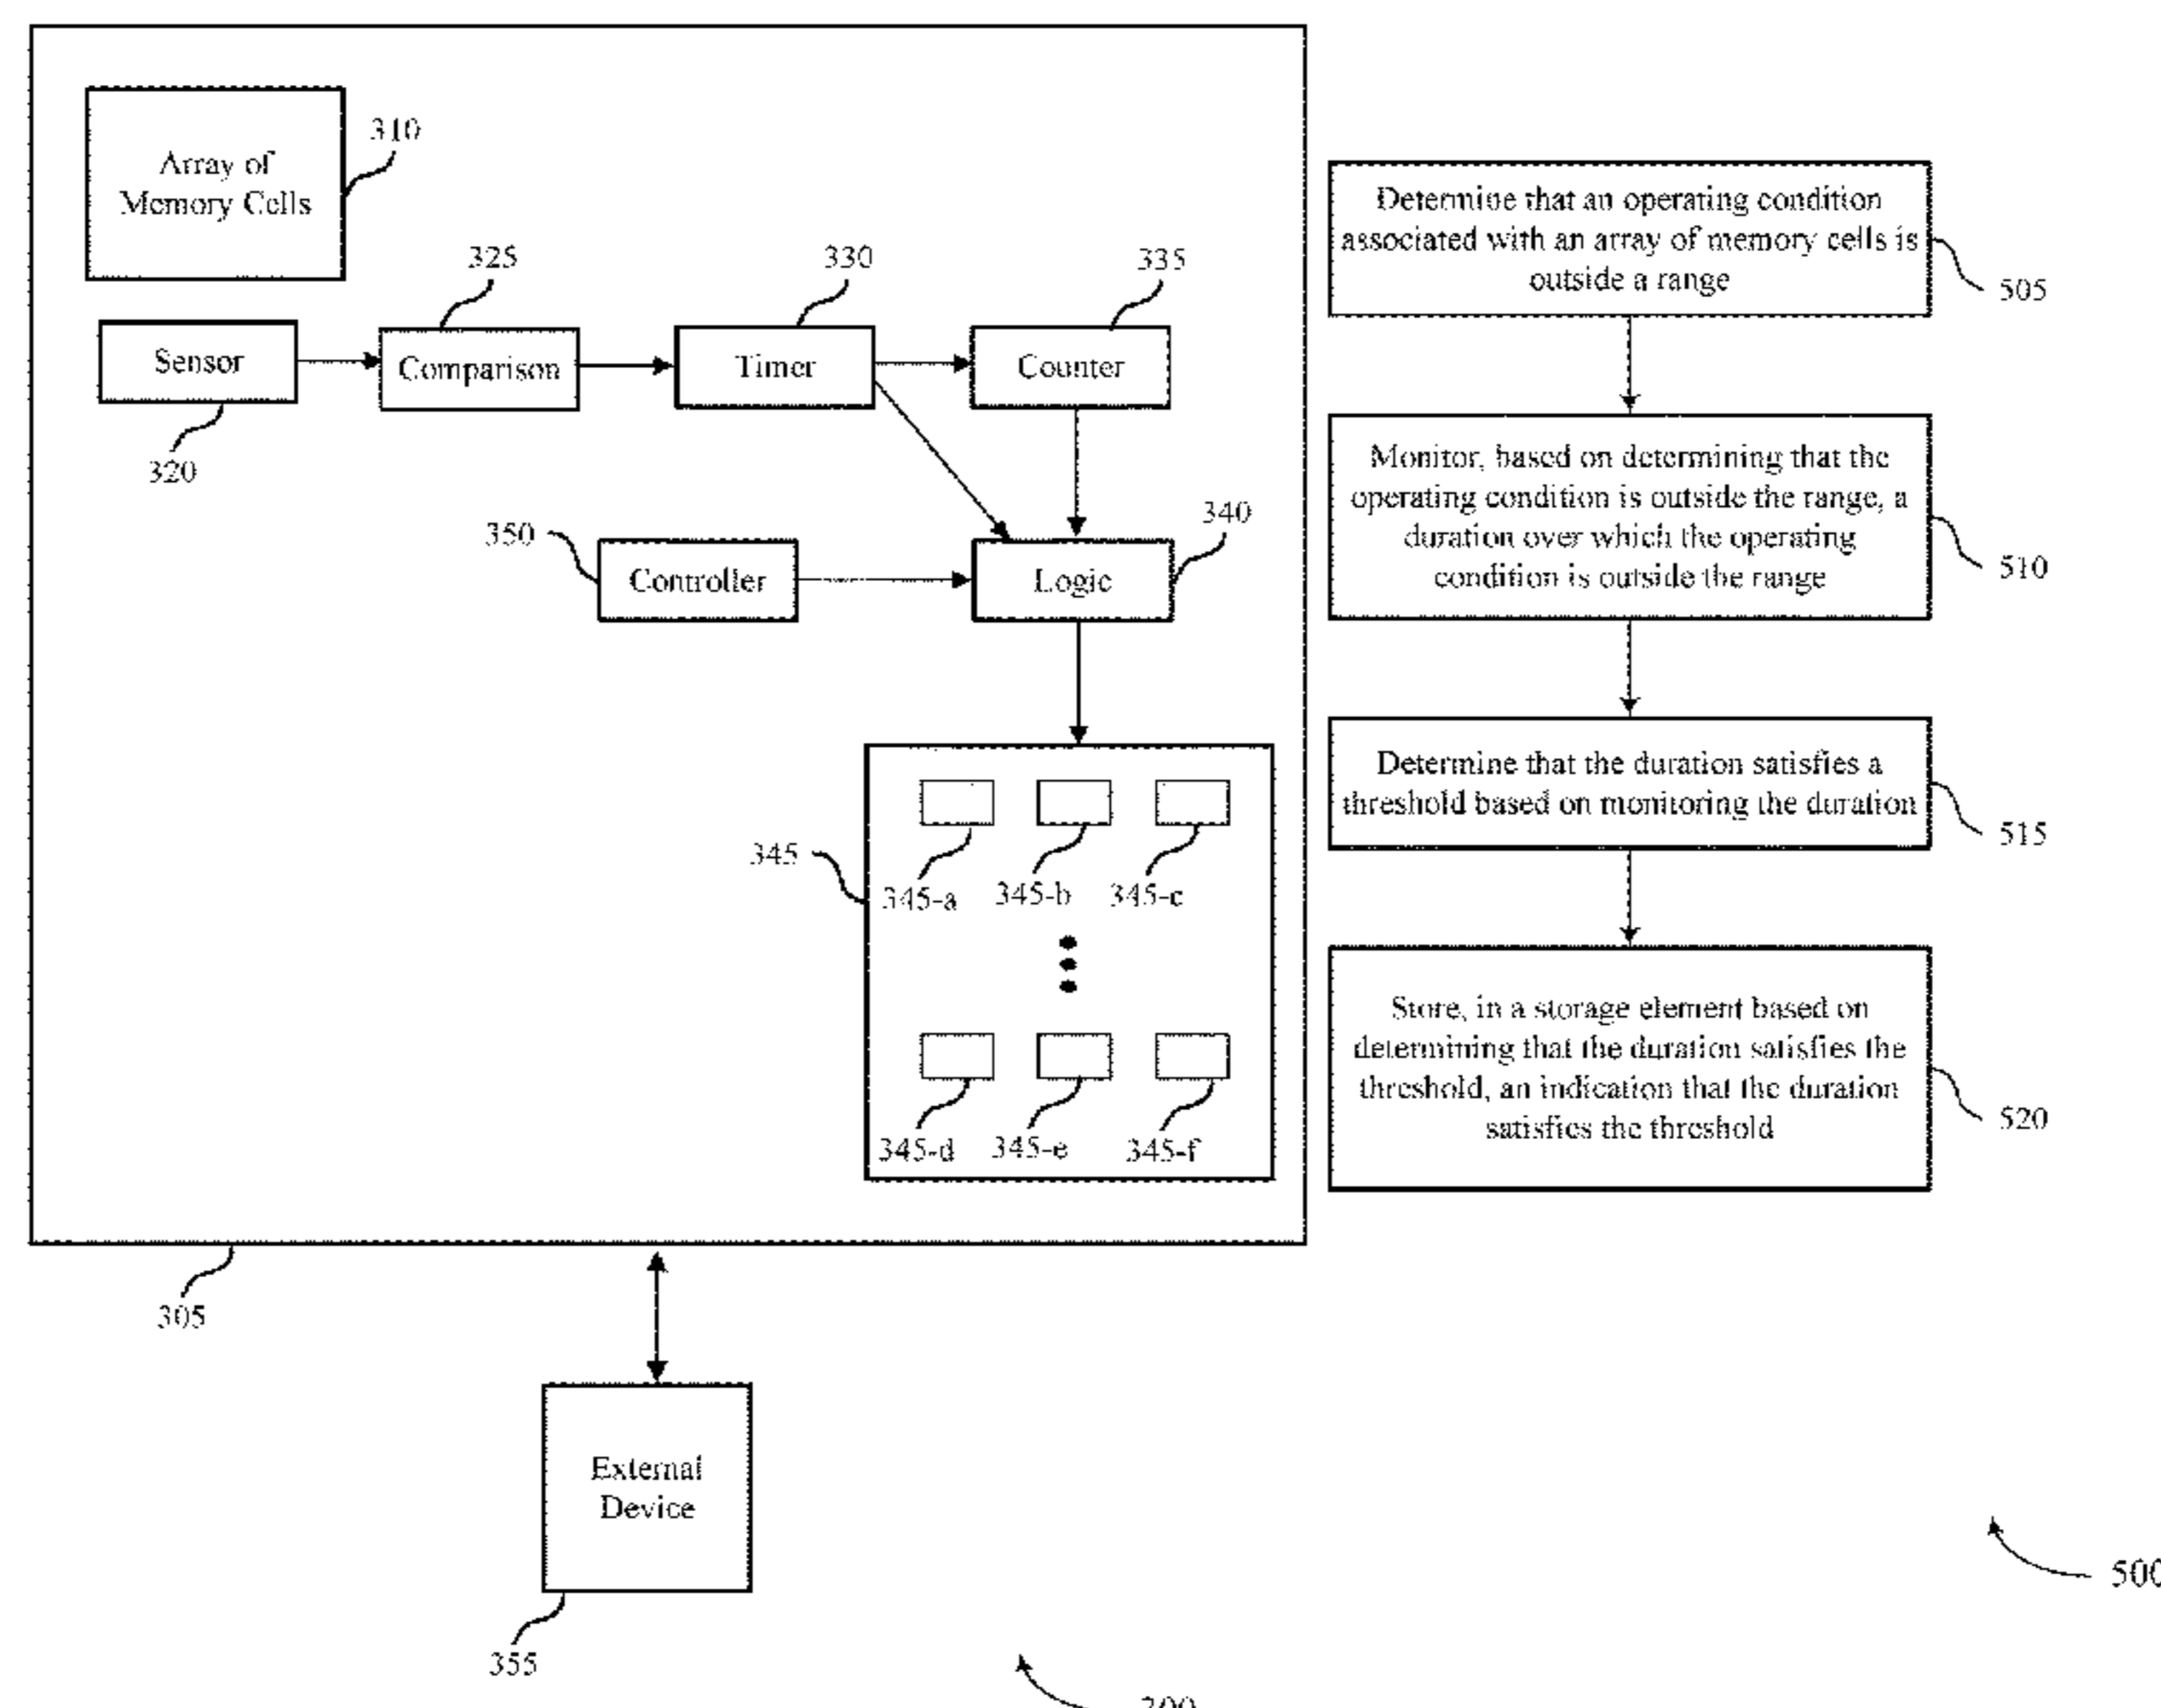 Array of
Memory Cells
310
325
330
335
Sensor
Comparison
Timer
Counter
320
350
340
Controller
Logic
345
345-a
345-b
345-c
345-d
345-e
345-f
305
External
Device
355
300
Determine that an operating condition
associated with an array of memory cells is
outside a range
505
Monitor, based on determining that the
operating condition is outside the range, a
duration over which the operating
condition is outside the range
510
Determine that the duration satisfies a
threshold based on monitoring the duration
515
Store, in a storage element based on
determining that the duration satisfies the
threshold, an indication that the duration
satisfies the threshold
520
500